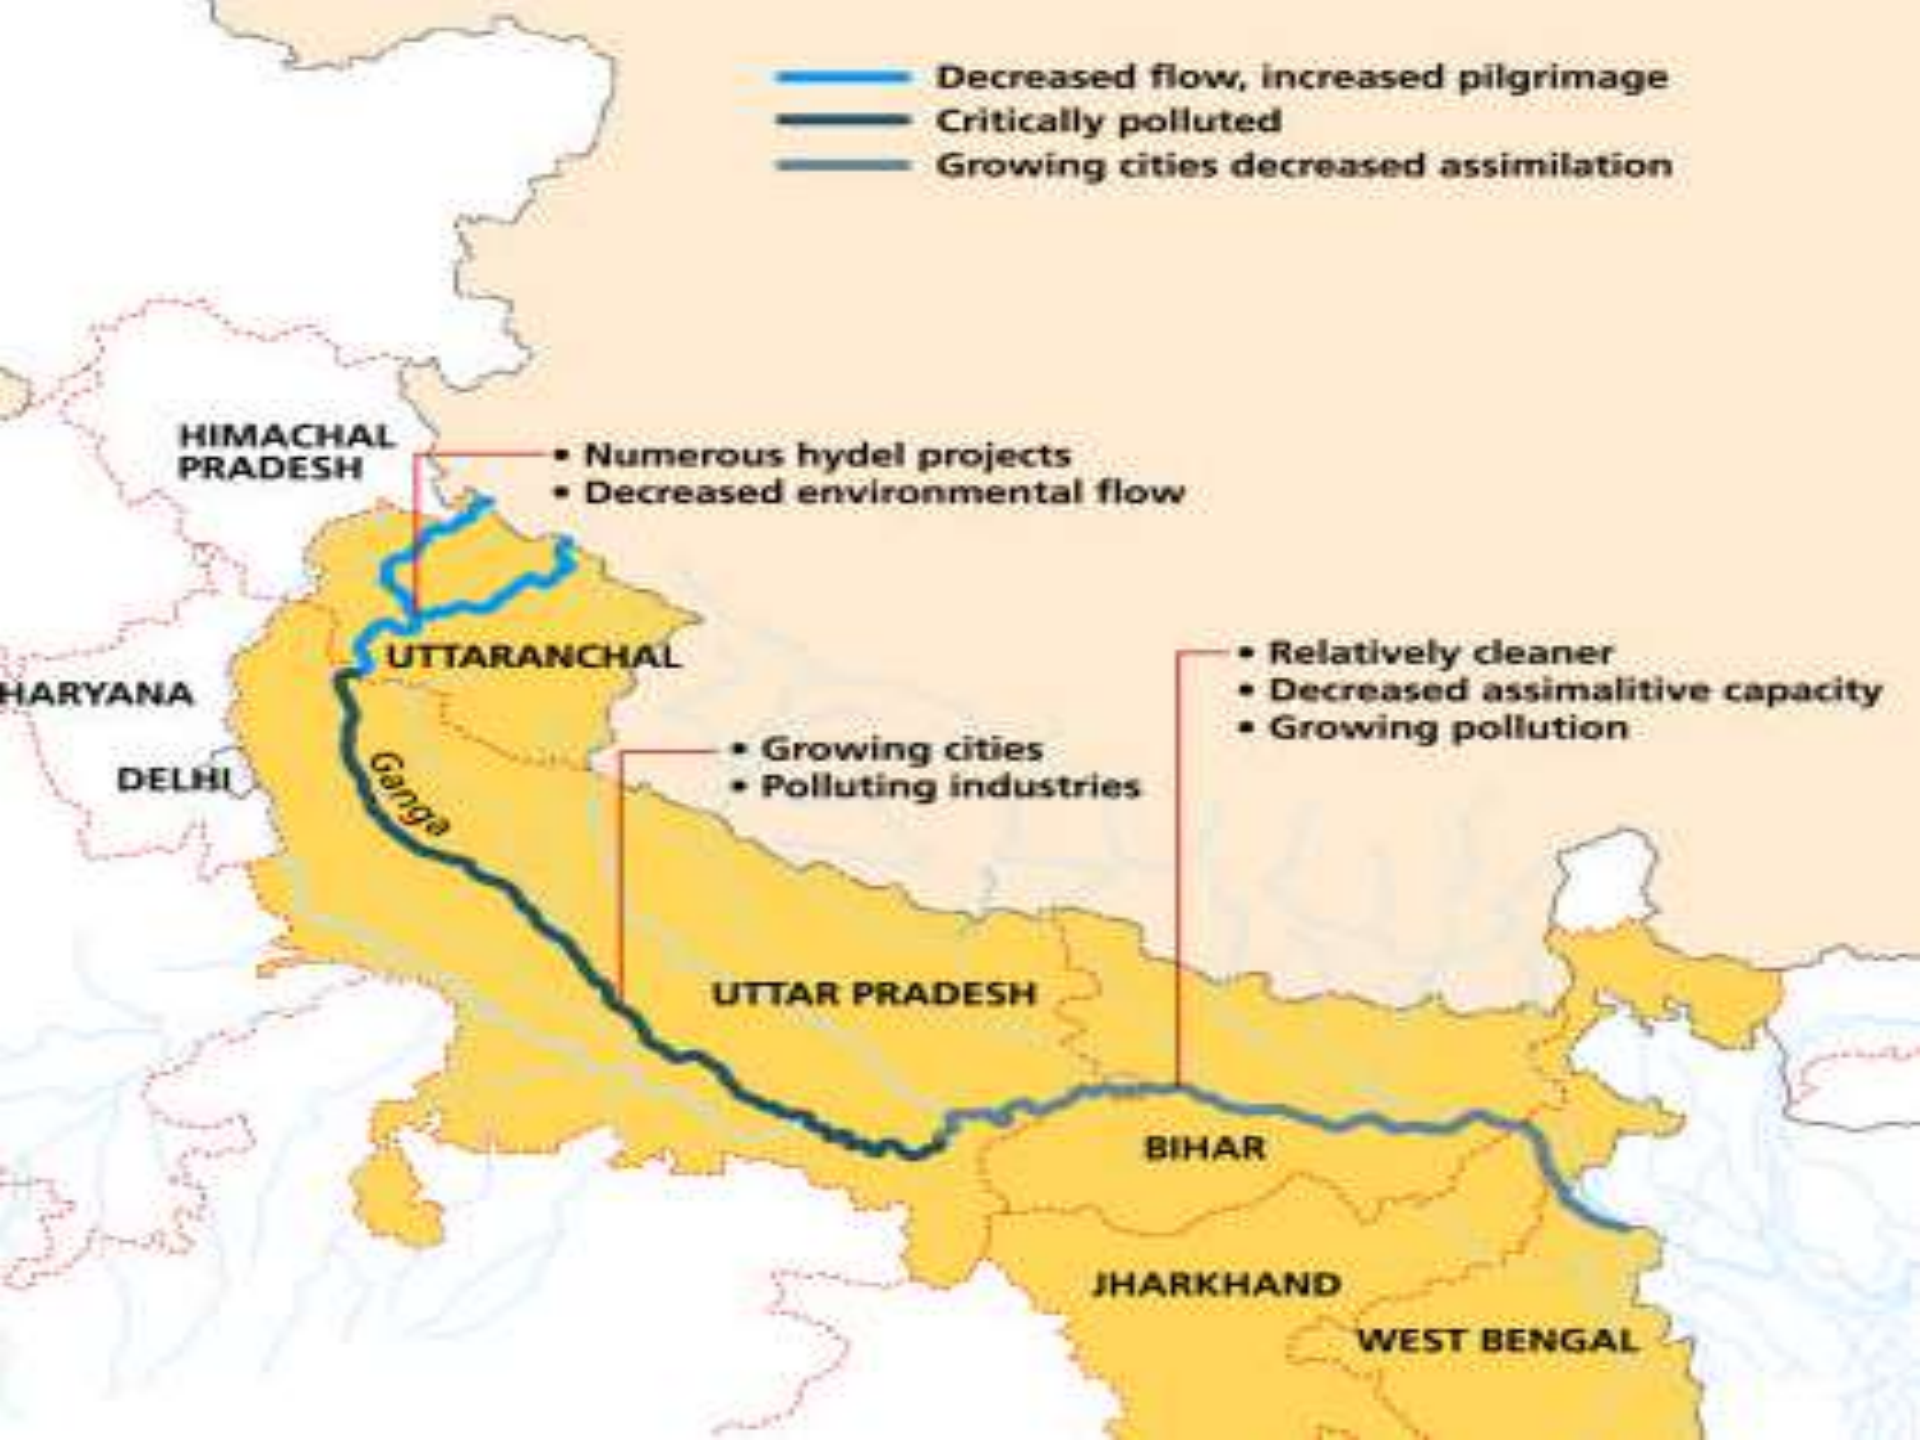 Decreased flow, increased pilgrimage
Critically polluted
Growing cities decreased assimilation
HIMACHAL
PRADESH
• Numerous hydel projects
• Decreased environmental flow
UTTARANCHAL
HARYANA
DELHI
Ganga
• Growing cities
• Polluting industries
• Relatively cleaner
• Decreased assimalitive capacity
• Growing pollution
UTTAR PRADESH
BIHAR
JHARKHAND
WEST BENGAL